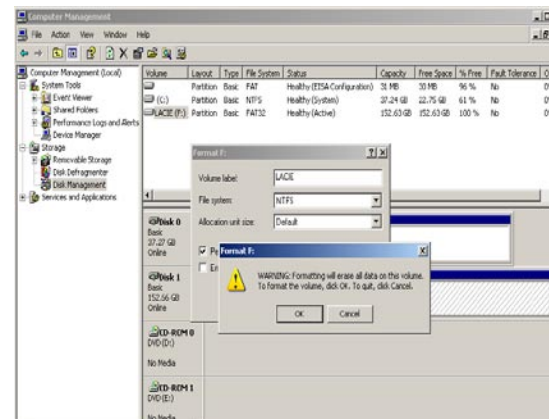 Computer Management
File Action View Window Help
Computer Management (Local)
System Tools
Event Viewer
Shared Folders
Performance Logs and Alerts
Device Manager
Storage
Removable Storage
Disk Defragmenter
Disk Management
Services and Applications
Volume Layout Type File System Status Capacity Free Space % Free Fault Tolerance
Partition Basic FAT Healthy (EISA Configuration) 31 MB 30 MB 96 % No
(C:) Partition Basic NTFS Healthy (System) 37.24 GB 22.75 GB 61 % No
LACIE (F:) Partition Basic FAT32 Healthy (Active) 152.63 GB 152.63 GB 100 % No
Format F:
Volume label: LACIE
File system: NTFS
Allocation unit size: Default
Disk 0
Basic
37.27 GB
Online
Format F:
WARNING: Formatting will erase all data on this volume.
To format the volume, click OK. To quit, click Cancel.
OK Cancel
Disk 1
Basic
152.66 GB
Online
CD-ROM 0
DVD (D:)
No Media
CD-ROM 1
DVD (E:)
No Media